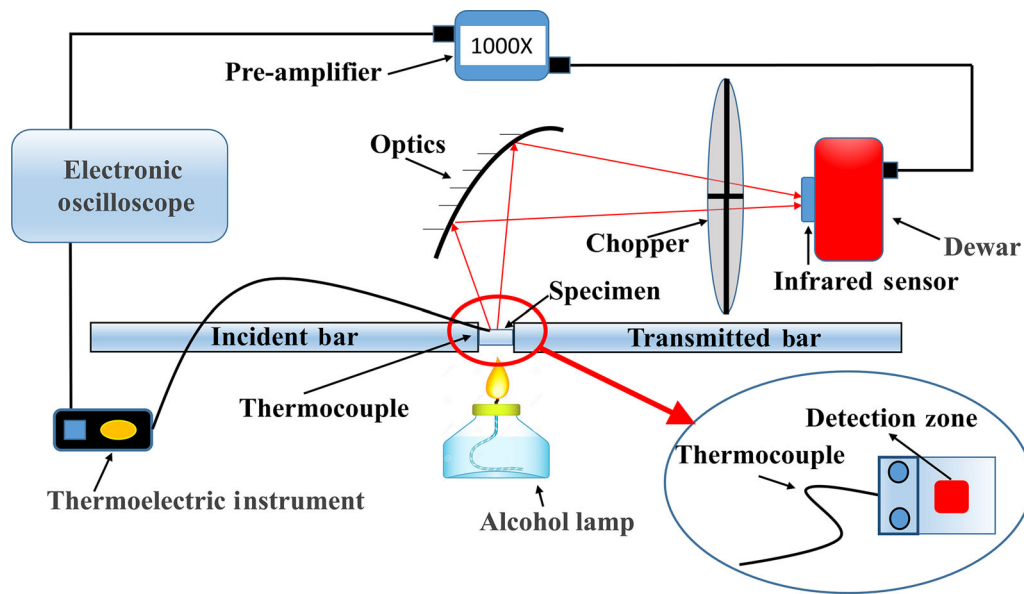 1000X
Pre-amplifier
Electronic
oscilloscope
Optics
Chopper
Dewar
Infrared sensor
Specimen
Incident bar
Transmitted bar
Thermocouple
Detection zone
Thermocouple
Thermoelectric instrument
Alcohol lamp